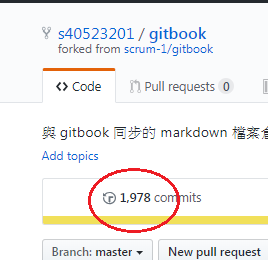 s40523201 / gitbook
forked from scrum-1/gitbook
Code Pull requests 0
與 gitbook 同步的 markdown 檔案
Add topics
1,978 commits
Branch: master New pull request